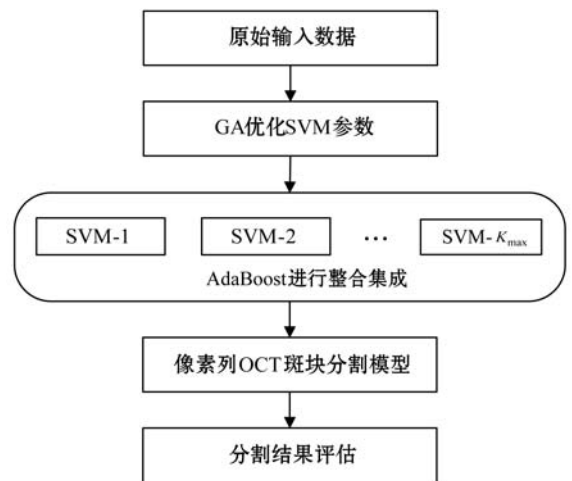 原始输入数据
GA优化SVM参数
SVM-1 SVM-2 ··· SVM-Kmax
AdaBoost进行整合集成
像素列OCT斑块分割模型
分割结果评估